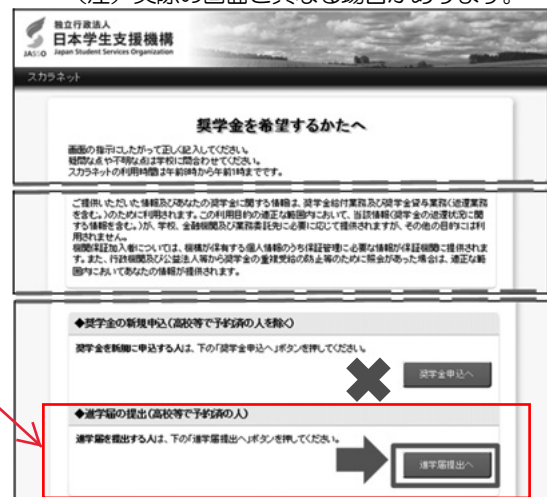 （注）実際の画面と異なる場合があります。
独立行政法人
日本学生支援機構
JASSO Japan Student Services Organization
スカラネット
奨学金を希望するかたへ
画面の指示にしたがって正しく記入してください。
疑問な点や不明な点は学校に問合わせてください。
スカラネットの利用時間は午前8時から午前1時までです。
ご提供いただいた情報及びあなたの奨学金に関する情報は、奨学金給付業務及び奨学金貸与業務(返還業務
を含む。)のために利用されます。この利用目的の適正な範囲内において、当該情報(奨学金の返還状況に関
する情報を含む。)が、学校、金融機関及び業務委託先に必要に応じて提供されますが、その他の目的には利
用されません。
機関保証加入者については、機構が保有する個人情報のうち保証管理に必要な情報が保証機関に提供されま
す。また、行政機関及び公益法人等から奨学金の重複受給の防止等のために照会があった場合は、適正な範
囲内においてあなたの情報が提供されます。
◆奨学金の新規申込(高校等で予約済の人を除く)
奨学金を新規に申込する人は、下の「奨学金申込へ」ボタンを押してください。
奨学金申込へ
◆進学届の提出(高校等で予約済の人)
進学届を提出する人は、下の「進学届提出へ」ボタンを押してください。
進学届提出へ